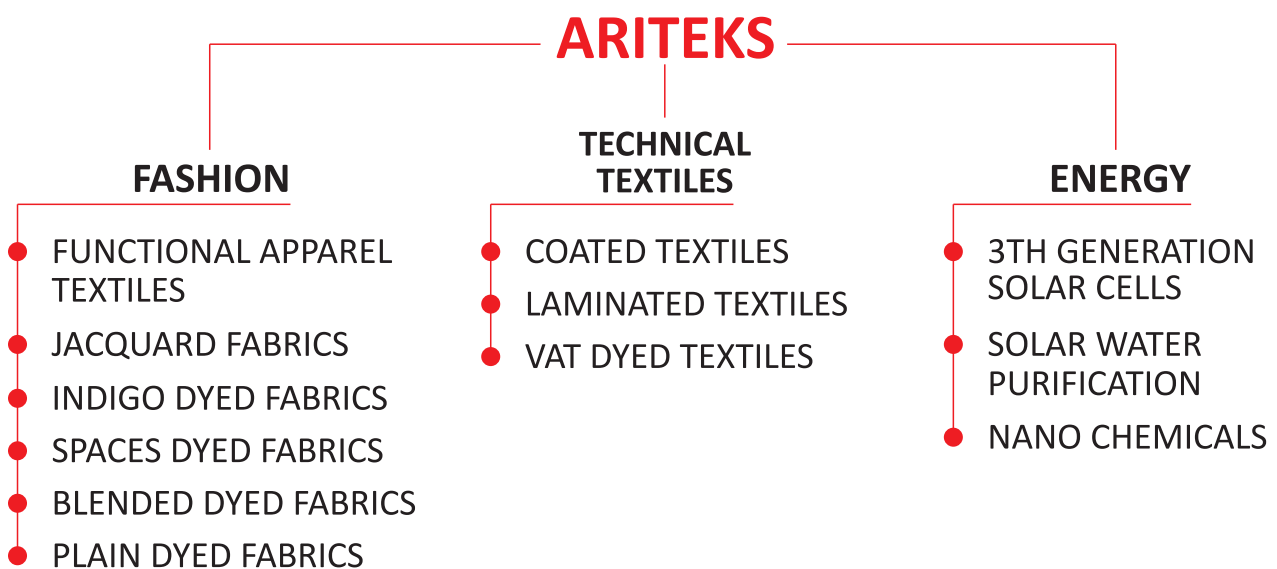 ARITEKS
FASHION
FUNCTIONAL APPAREL
TEXTILES
JACQUARD FABRICS
INDIGO DYED FABRICS
SPACES DYED FABRICS
BLENDED DYED FABRICS
PLAIN DYED FABRICS
TECHNICAL
TEXTILES
COATED TEXTILES
LAMINATED TEXTILES
VAT DYED TEXTILES
ENERGY
3TH GENERATION
SOLAR CELLS
SOLAR WATER
PURIFICATION
NANO CHEMICALS